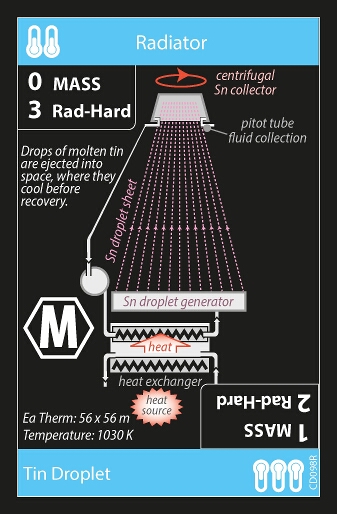 Radiator
0 MASS
3 Rad-Hard
centrifugal
Sn collector
pitot tube
fluid collection
Drops of molten tin
are ejected into
space, where they
cool before
recovery.
Sn droplet sheet
Sn droplet generator
M
heat
heat exchanger
heat
source
2 Rad-Hard
1 MASS
Ea Therm: 56 x 56 m
Temperature: 1030 K
Tin Droplet
CD098R